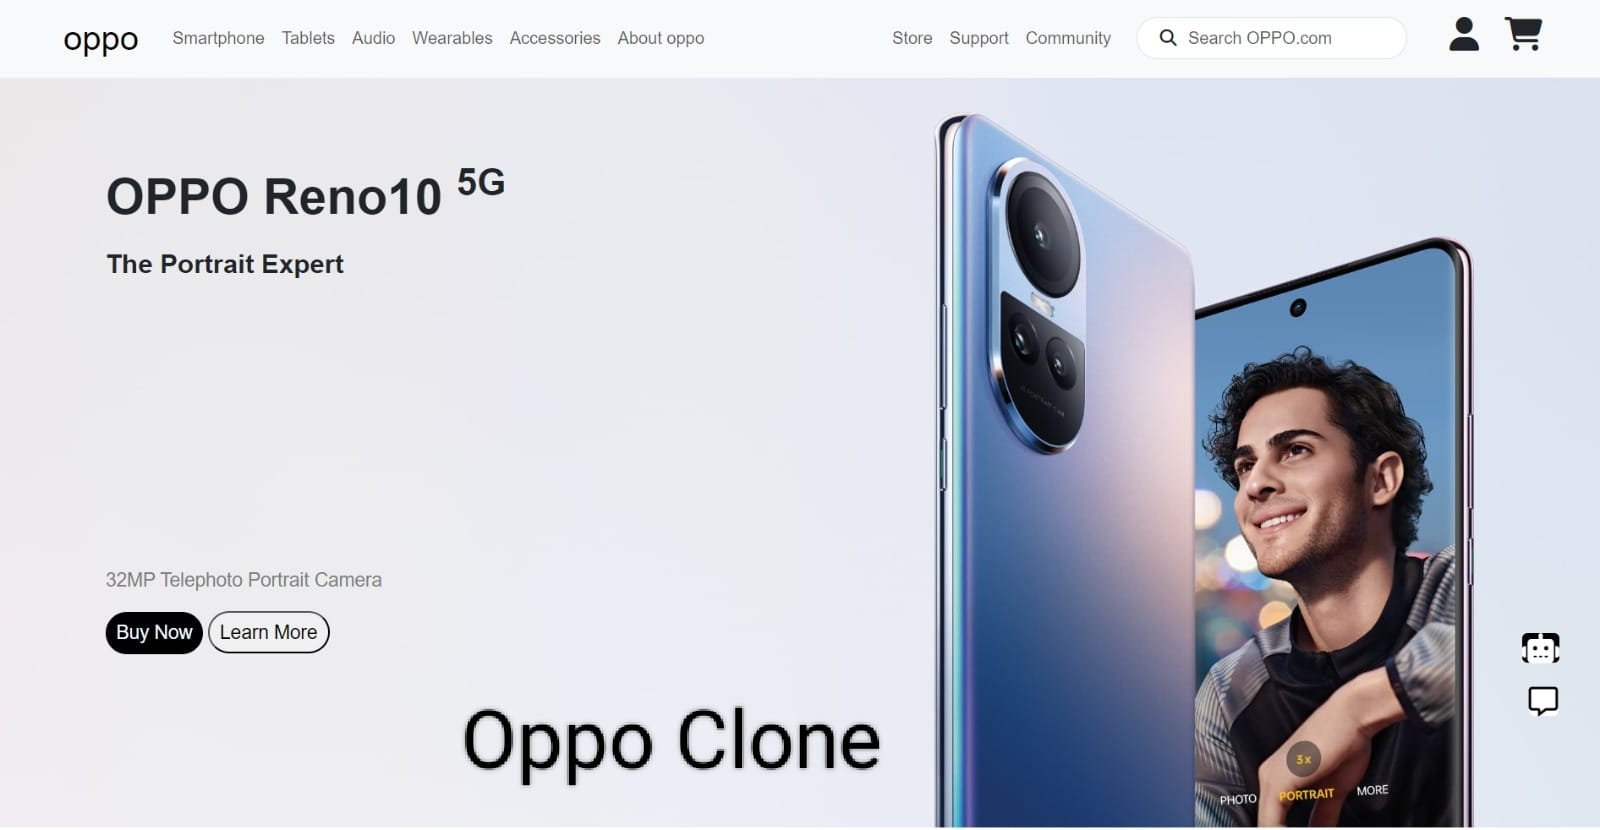 oppo Smartphone Tablets Audio Wearables Accessories About oppo Store Support Community Search OPPO.com
OPPO Reno10 5G
The Portrait Expert
32MP Telephoto Portrait Camera
Buy Now Learn More
Oppo Clone
3x
PHOTO PORTRAIT MORE